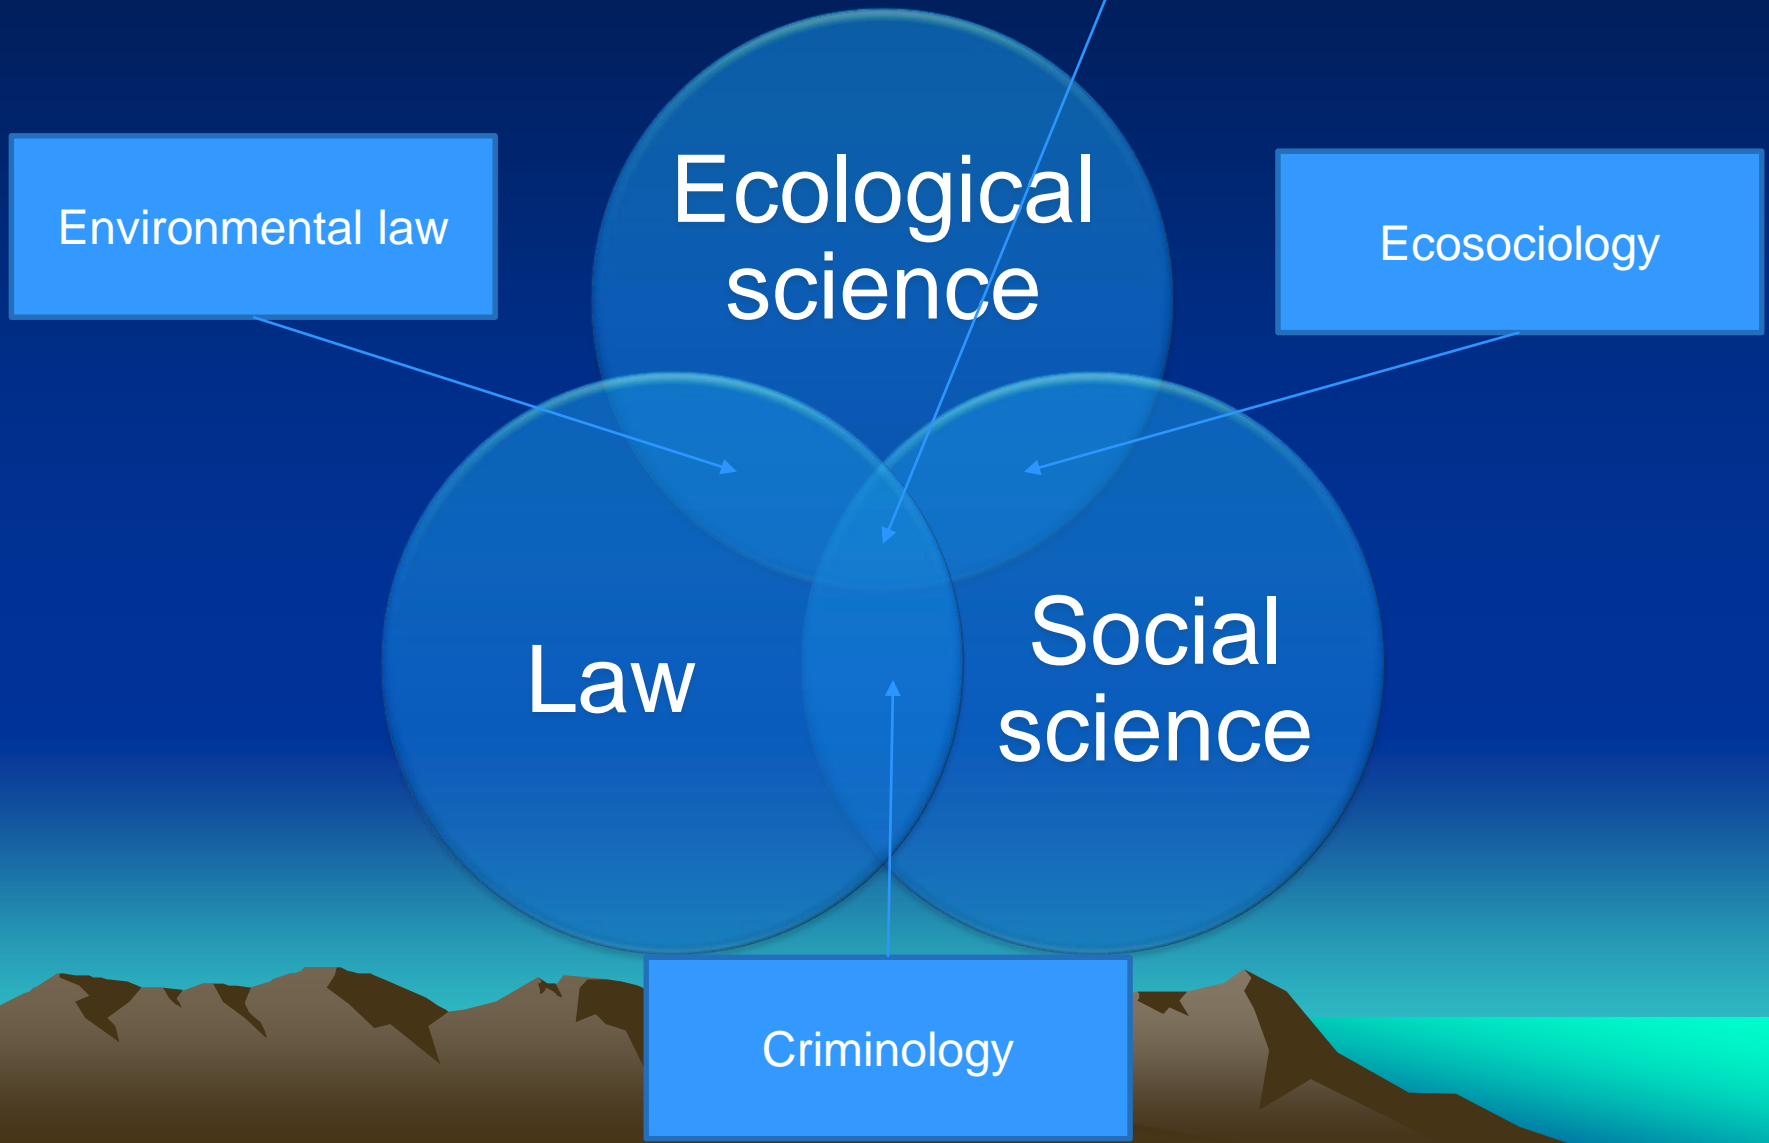 Ecological
science
Environmental law
Ecosociology
Law
Social
science
Criminology